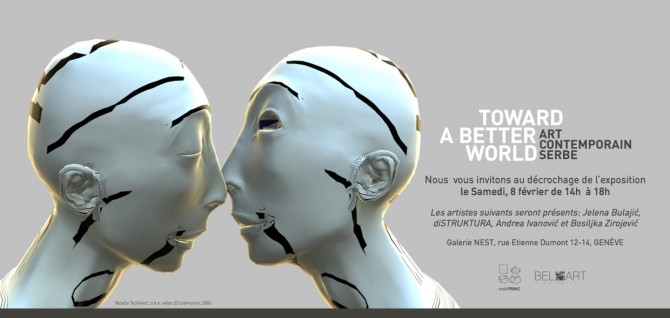 TOWARD
A BETTER
WORLD
ART
CONTEMPORAIN
SERBE
Nous vous invitons au décrochage de l'exposition
le Samedi, 8 février de 14h à 18h
Les artistes suivants seront présents: Jelena Bulajić,
diSTRUKTURA, Andrea Ivanović et Bosiljka Zirojević
Galerie NEST, rue Etienne Dumont 12-14, GENÈVE
BEL ART